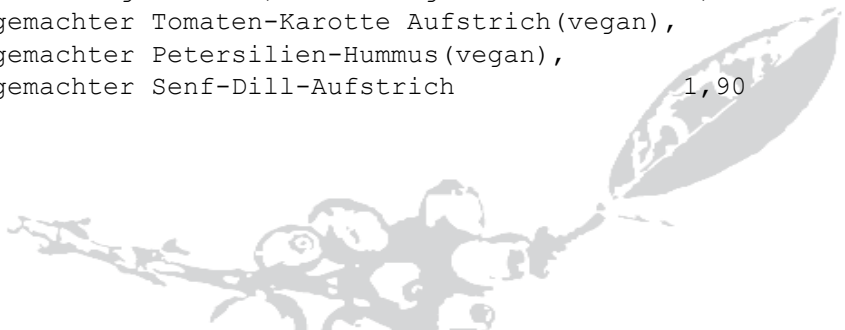 gemachter Tomaten-Karotte Aufstrich(vegan),
gemachter Petersilien-Hummus(vegan),
gemachter Senf-Dill-Aufstrich 1,90